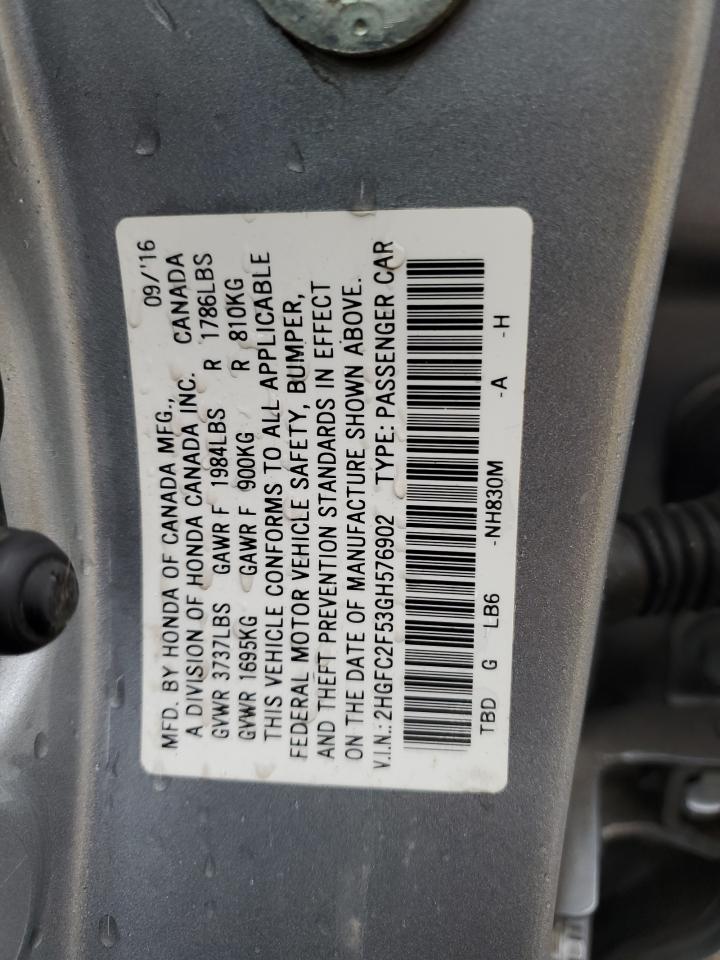 MFD. BY HONDA OF CANADA MFG., 09/'16
A DIVISION OF HONDA CANADA INC. CANADA
GVWR 3737LBS GAWR F 1984LBS R 1786LBS
GVWR 1695KG GAWR F 900KG R 810KG
THIS VEHICLE CONFORMS TO ALL APPLICABLE
FEDERAL MOTOR VEHICLE SAFETY, BUMPER,
AND THEFT PREVENTION STANDARDS IN EFFECT
ON THE DATE OF MANUFACTURE SHOWN ABOVE.
V.I.N.: 2HGFC2F53GH576902 TYPE: PASSENGER CAR
TBD G LB6 -NH830M -A -H